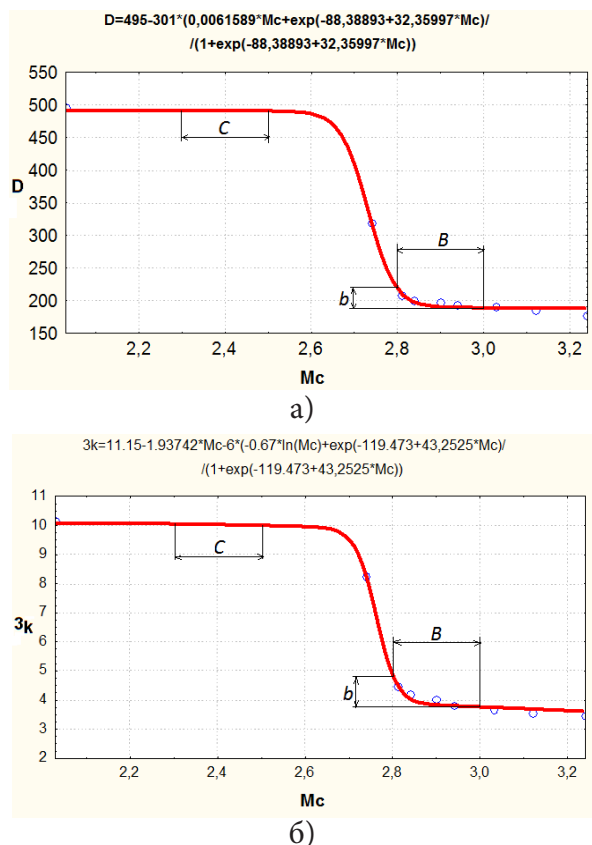 D=495-301*(0,0061589*Mc+exp(-88,38893+32,35997*Mc)/
/(1+exp(-88,38893+32,35997*Mc))
550
500
450
400
350
300
250
200
150
D
C
B
b
2,2 2,4 2,6 2,8 3,0 3,2
Mc
а)
3k=11.15-1.93742*Mc-6*(-0.67*ln(Mc)+exp(-119.473+43,2525*Mc)/
/(1+exp(-119.473+43,2525*Mc))
11
10
9
8
7
6
5
4
3
2
3k
C
B
b
2,2 2,4 2,6 2,8 3,0 3,2
Mc
б)